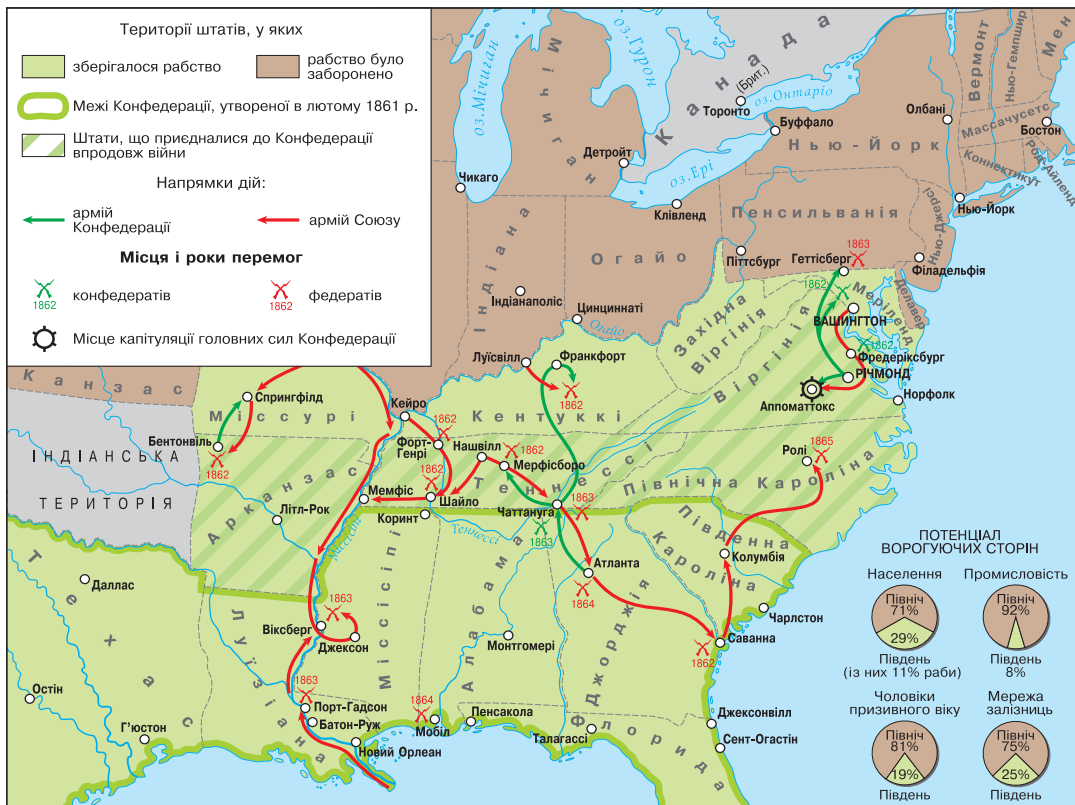 Території штатів, у яких
зберігалося рабство
рабство було
заборонено
Межі Конфедерації, утвореної в лютому 1861 р.
Штати, що приєдналися до Конфедерації
впродовж війни
Напрямки дій:
армій
Конфедерації
армій Союзу
Місця і роки перемог
1862
конфедератів
1862
федератів
Місце капітуляції головних сил Конфедерації
оз.Мічиган
Мічиган
оз.Гурон
Канада
(Брит.)
Торонто
оз.Онтаріо
Буффало
Олбані
Вермонт
Нью-Гемпшир
Мен
Массачусетс
Бостон
Коннектикут
Род-Айленд
Детройт
оз.Ері
Нью-Йорк
Чикаго
Клівленд
Нью-Йорк
Пенсильванія
Нью-Джерсі
Піттсбург
Геттісберг
1863
Філадельфія
Індіана
Огайо
Індіанаполіс
Цинциннаті
Огайо
Західна
Віргінія
Віргінія
1862
Меріленд
Делавер
ВАШИНГТОН
1862
Фредеріксбург
РІЧМОНД
Аппоматтокс
Норфолк
Луїсвілл
Франкфорт
1862
Кентуккі
Канзас
Спрингфілд
Міссурі
Кейро
Бентонвіль
1862
ІНДІАНСЬКА
ТЕРИТОРІЯ
Форт-
Генрі
1862
Нашвілл
1862
Мерфісборо
1862
Теннессі
Шайло
Мемфіс
Коринт
Теннессі
Чаттануга
1863
1863
Ролі
1865
Північна Кароліна
Арканзас
Літл-Рок
Міссісіпі
Південна
Кароліна
Колумбія
Чарлстон
Атланта
1864
Техас
Даллас
Остін
Г’юстон
Луїзіана
1863
Віксберг
Джексон
Міссісіпі
Алабама
Монтгомері
Джорджія
Саванна
1862
1863
Порт-Гадсон
Батон-Руж
Новий Орлеан
1864
Мобіл
Пенсакола
Талагассі
Флорида
Джексонвілл
Сент-Огастін
ПОТЕНЦІАЛ
ВОРОГУЮЧИХ СТОРІН
Населення
Північ
71%
29%
Південь
(із них 11% раби)
Промисловість
Північ
92%
Південь
8%
Чоловіки
призивного віку
Північ
81%
19%
Південь
Мережа
залізниць
Північ
75%
25%
Південь